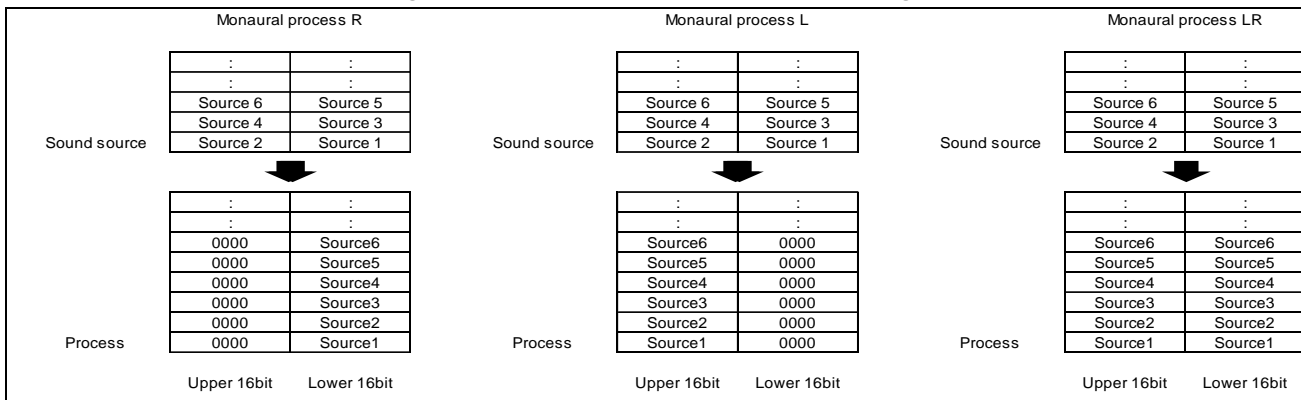 Monaural process R Monaural process L Monaural process LR
: : : : : :
: : : : : :
Source 6 Source 5 Source 6 Source 5 Source 6 Source 5
Source 4 Source 3 Source 4 Source 3 Source 4 Source 3
Sound source Source 2 Source 1 Sound source Source 2 Source 1 Sound source Source 2 Source 1
: : : : : :
: : : : : :
0000 Source6 Source6 0000 Source6 Source6
0000 Source5 Source5 0000 Source5 Source5
0000 Source4 Source4 0000 Source4 Source4
0000 Source3 Source3 0000 Source3 Source3
0000 Source2 Source2 0000 Source2 Source2
Process 0000 Source1 Process Source1 0000 Process Source1 Source1
Upper 16bit Lower 16bit Upper 16bit Lower 16bit Upper 16bit Lower 16bit